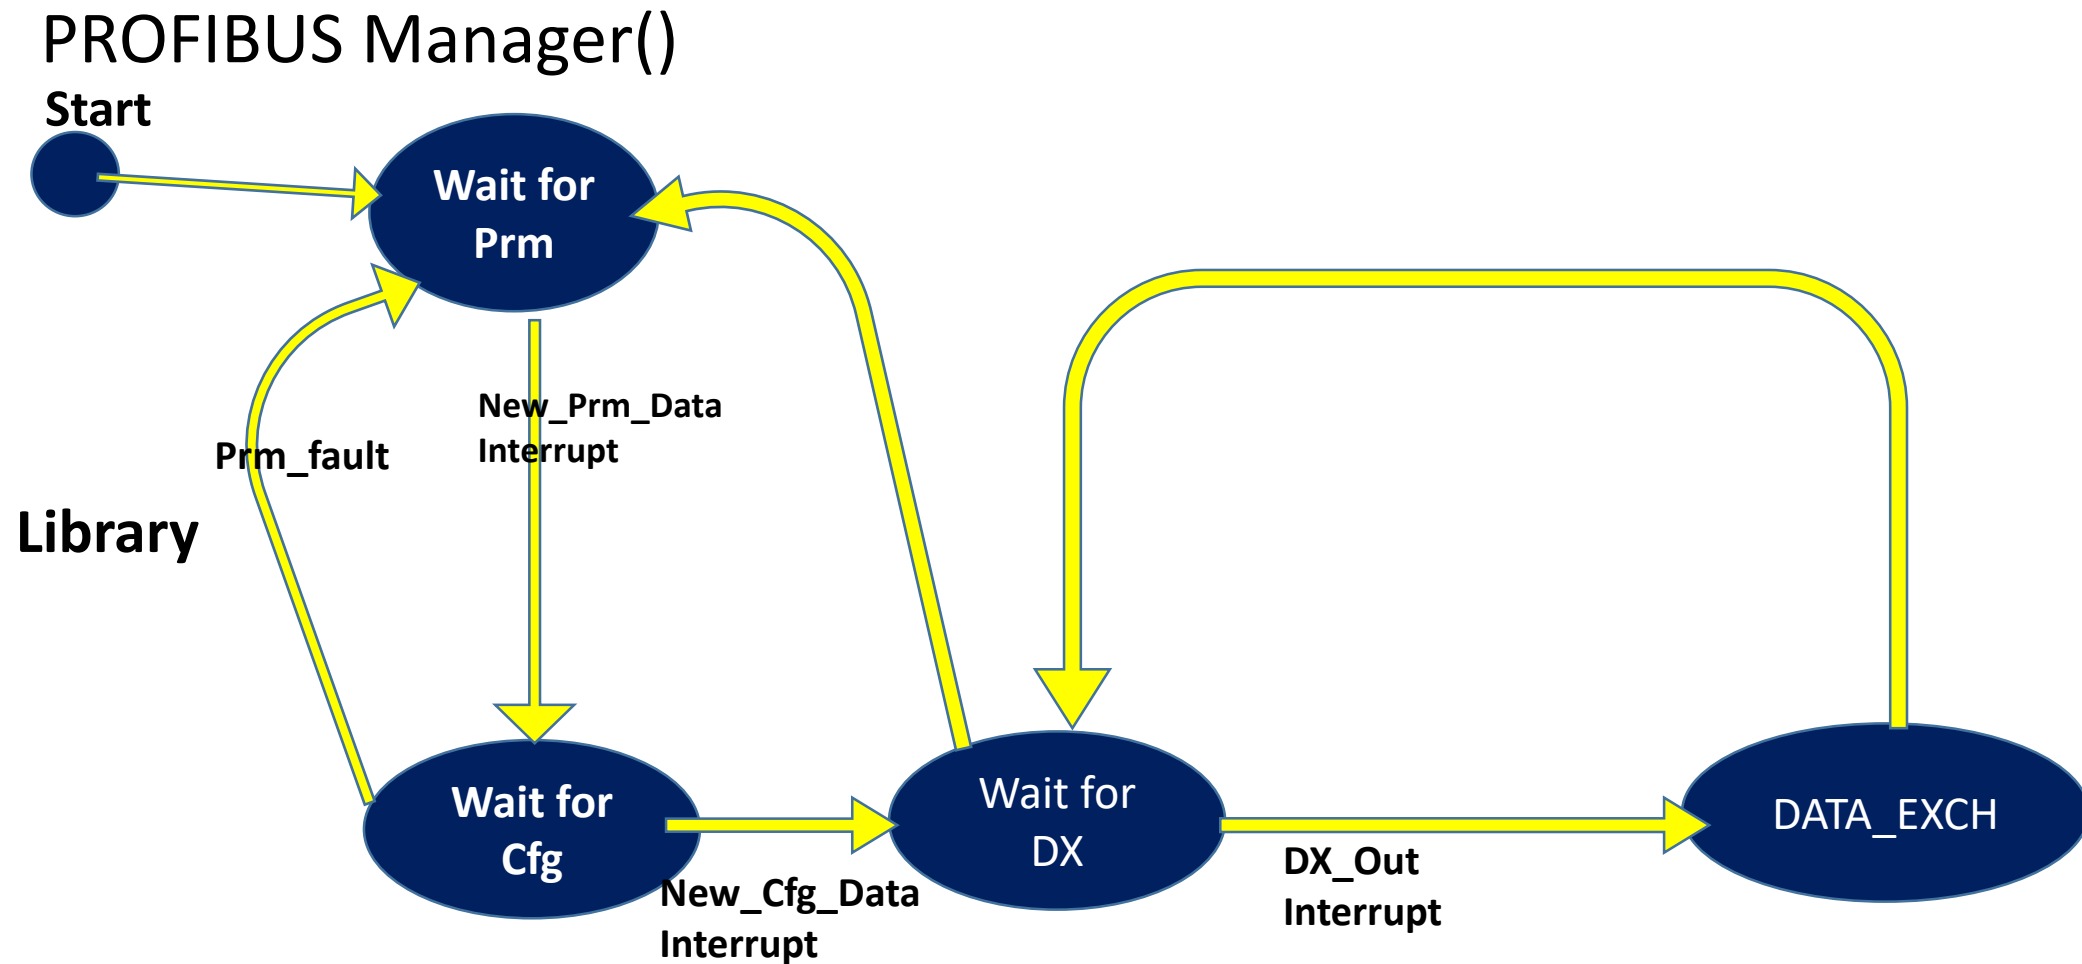 PROFIBUS Manager()
Start
Wait for
Prm
New_Prm_Data
Interrupt
Prm_fault
Library
Wait for
Cfg
New_Cfg_Data
Interrupt
Wait for
DX
DX_Out
Interrupt
DATA_EXCH